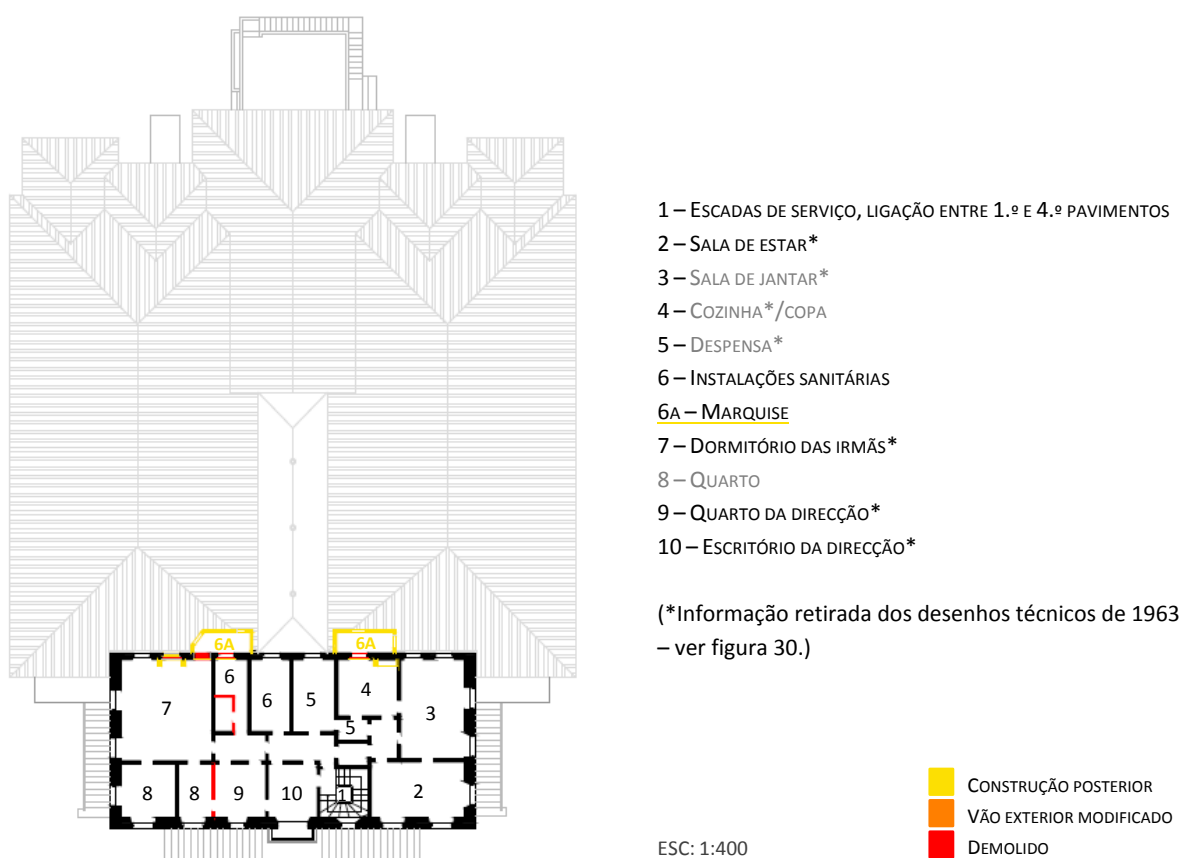 1 – Escadas de serviço, ligação entre 1.º e 4.º pavimentos
2 – Sala de estar*
3 – Sala de jantar*
4 – Cozinha*/copa
5 – Despensa*
6 – Instalações sanitárias
6a – Marquise
7 – Dormitório das irmãs*
8 – Quarto
9 – Quarto da direcção*
10 – Escritório da direcção*
(*Informação retirada dos desenhos técnicos de 1963
– ver figura 30.)
6A
6A
6
4
6
5
7
3
5
8
8
9
10
1
2
Construção posterior
Vão exterior modificado
Demolido
ESC: 1:400